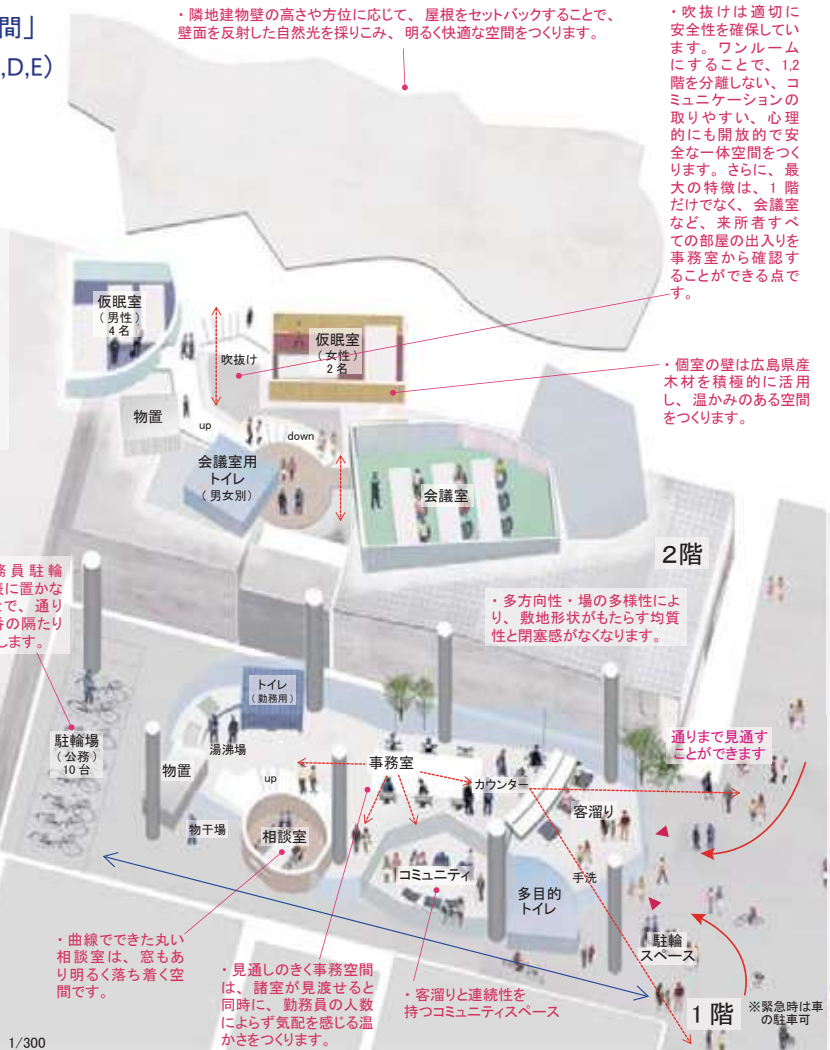 間」
,D,E）
・隣地建物壁の高さや方位に応じて、屋根をセットバックすることで、
壁面を反射した自然光を採りこみ、明るく快適な空間をつくります。
・吹抜けは適切に
安全性を確保してい
ます。ワンルーム
にすることで、1,2
階を分離しない、コ
ミュニケーションの
取りやすい、心理
的にも開放的で安
全な一体空間をつく
ります。さらに、最
大の特徴は、1 階
だけでなく、会議室
など、来所者すべ
ての部屋の出入りを
事務室から確認す
ることができる点で
す。
仮眠室
（男性）
4名
吹抜け
仮眠室
（女性）
2名
・個室の壁は広島県産
木材を積極的に活用
し、温かみのある空間
をつくります。
物置
up
down
会議室用
トイレ
（男女別）
会議室
2階
務員駐輪
表に置かな
とで、通り
番の隔たり
します。
・多方向性・場の多様性によ
り、敷地形状がもたらす均質
性と閉塞感がなくなります。
トイレ
（勤務用）
駐輪場
（公務）
10台
湯沸場
物置
up
事務室
カウンター
通りまで見通す
ことができます
客溜り
物干場
相談室
コミュニティ
手洗
多目的
トイレ
駐輪
スペース
・曲線でできた丸い
相談室は、窓もあ
り明るく落ち着く空
間です。
・見通しのきく事務空間
は、諸室が見渡せると
同時に、勤務員の人数
によらず気配を感じる温
かさをつくります。
・客溜りと連続性を
持つコミュニティスペース
1階
※緊急時は車
の駐車可
1/300